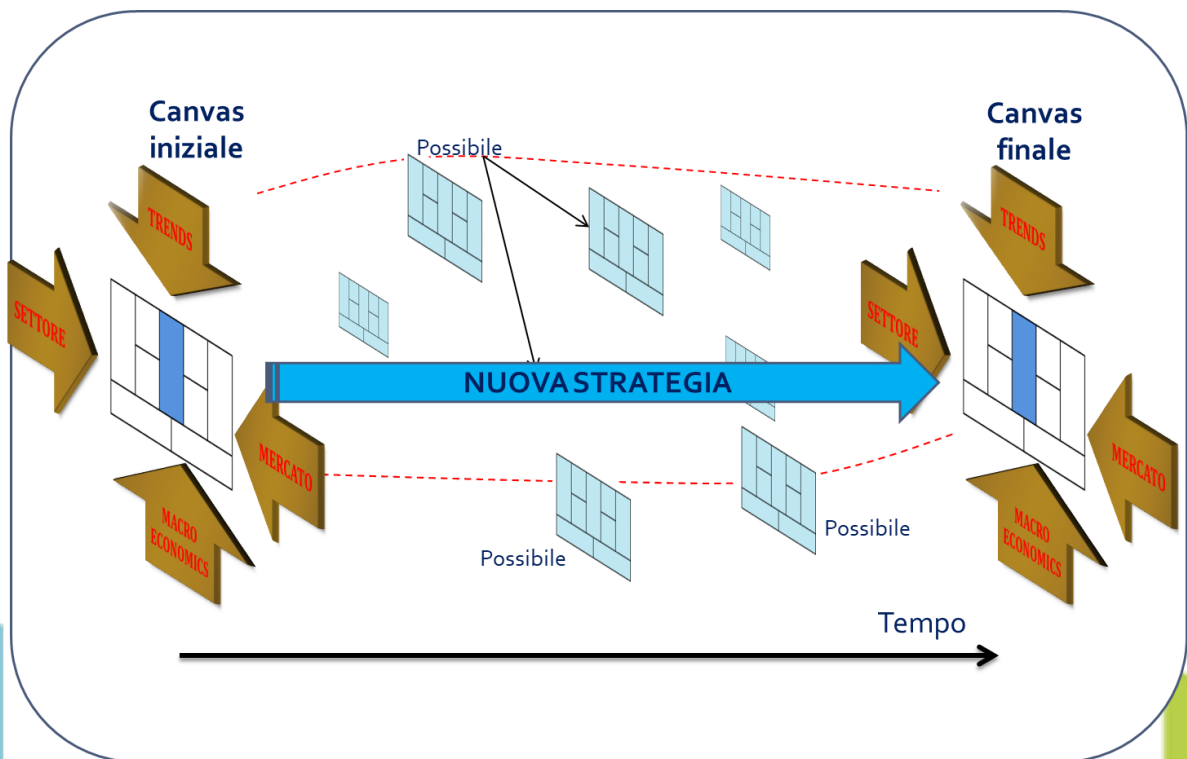 Canvas
iniziale
Canvas
finale
Possibile
TRENDS
TRENDS
SETTORE
SETTORE
NUOVA STRATEGIA
MERCATO
MERCATO
MACRO
ECONOMICS
MACRO
ECONOMICS
Possibile
Possibile
Tempo